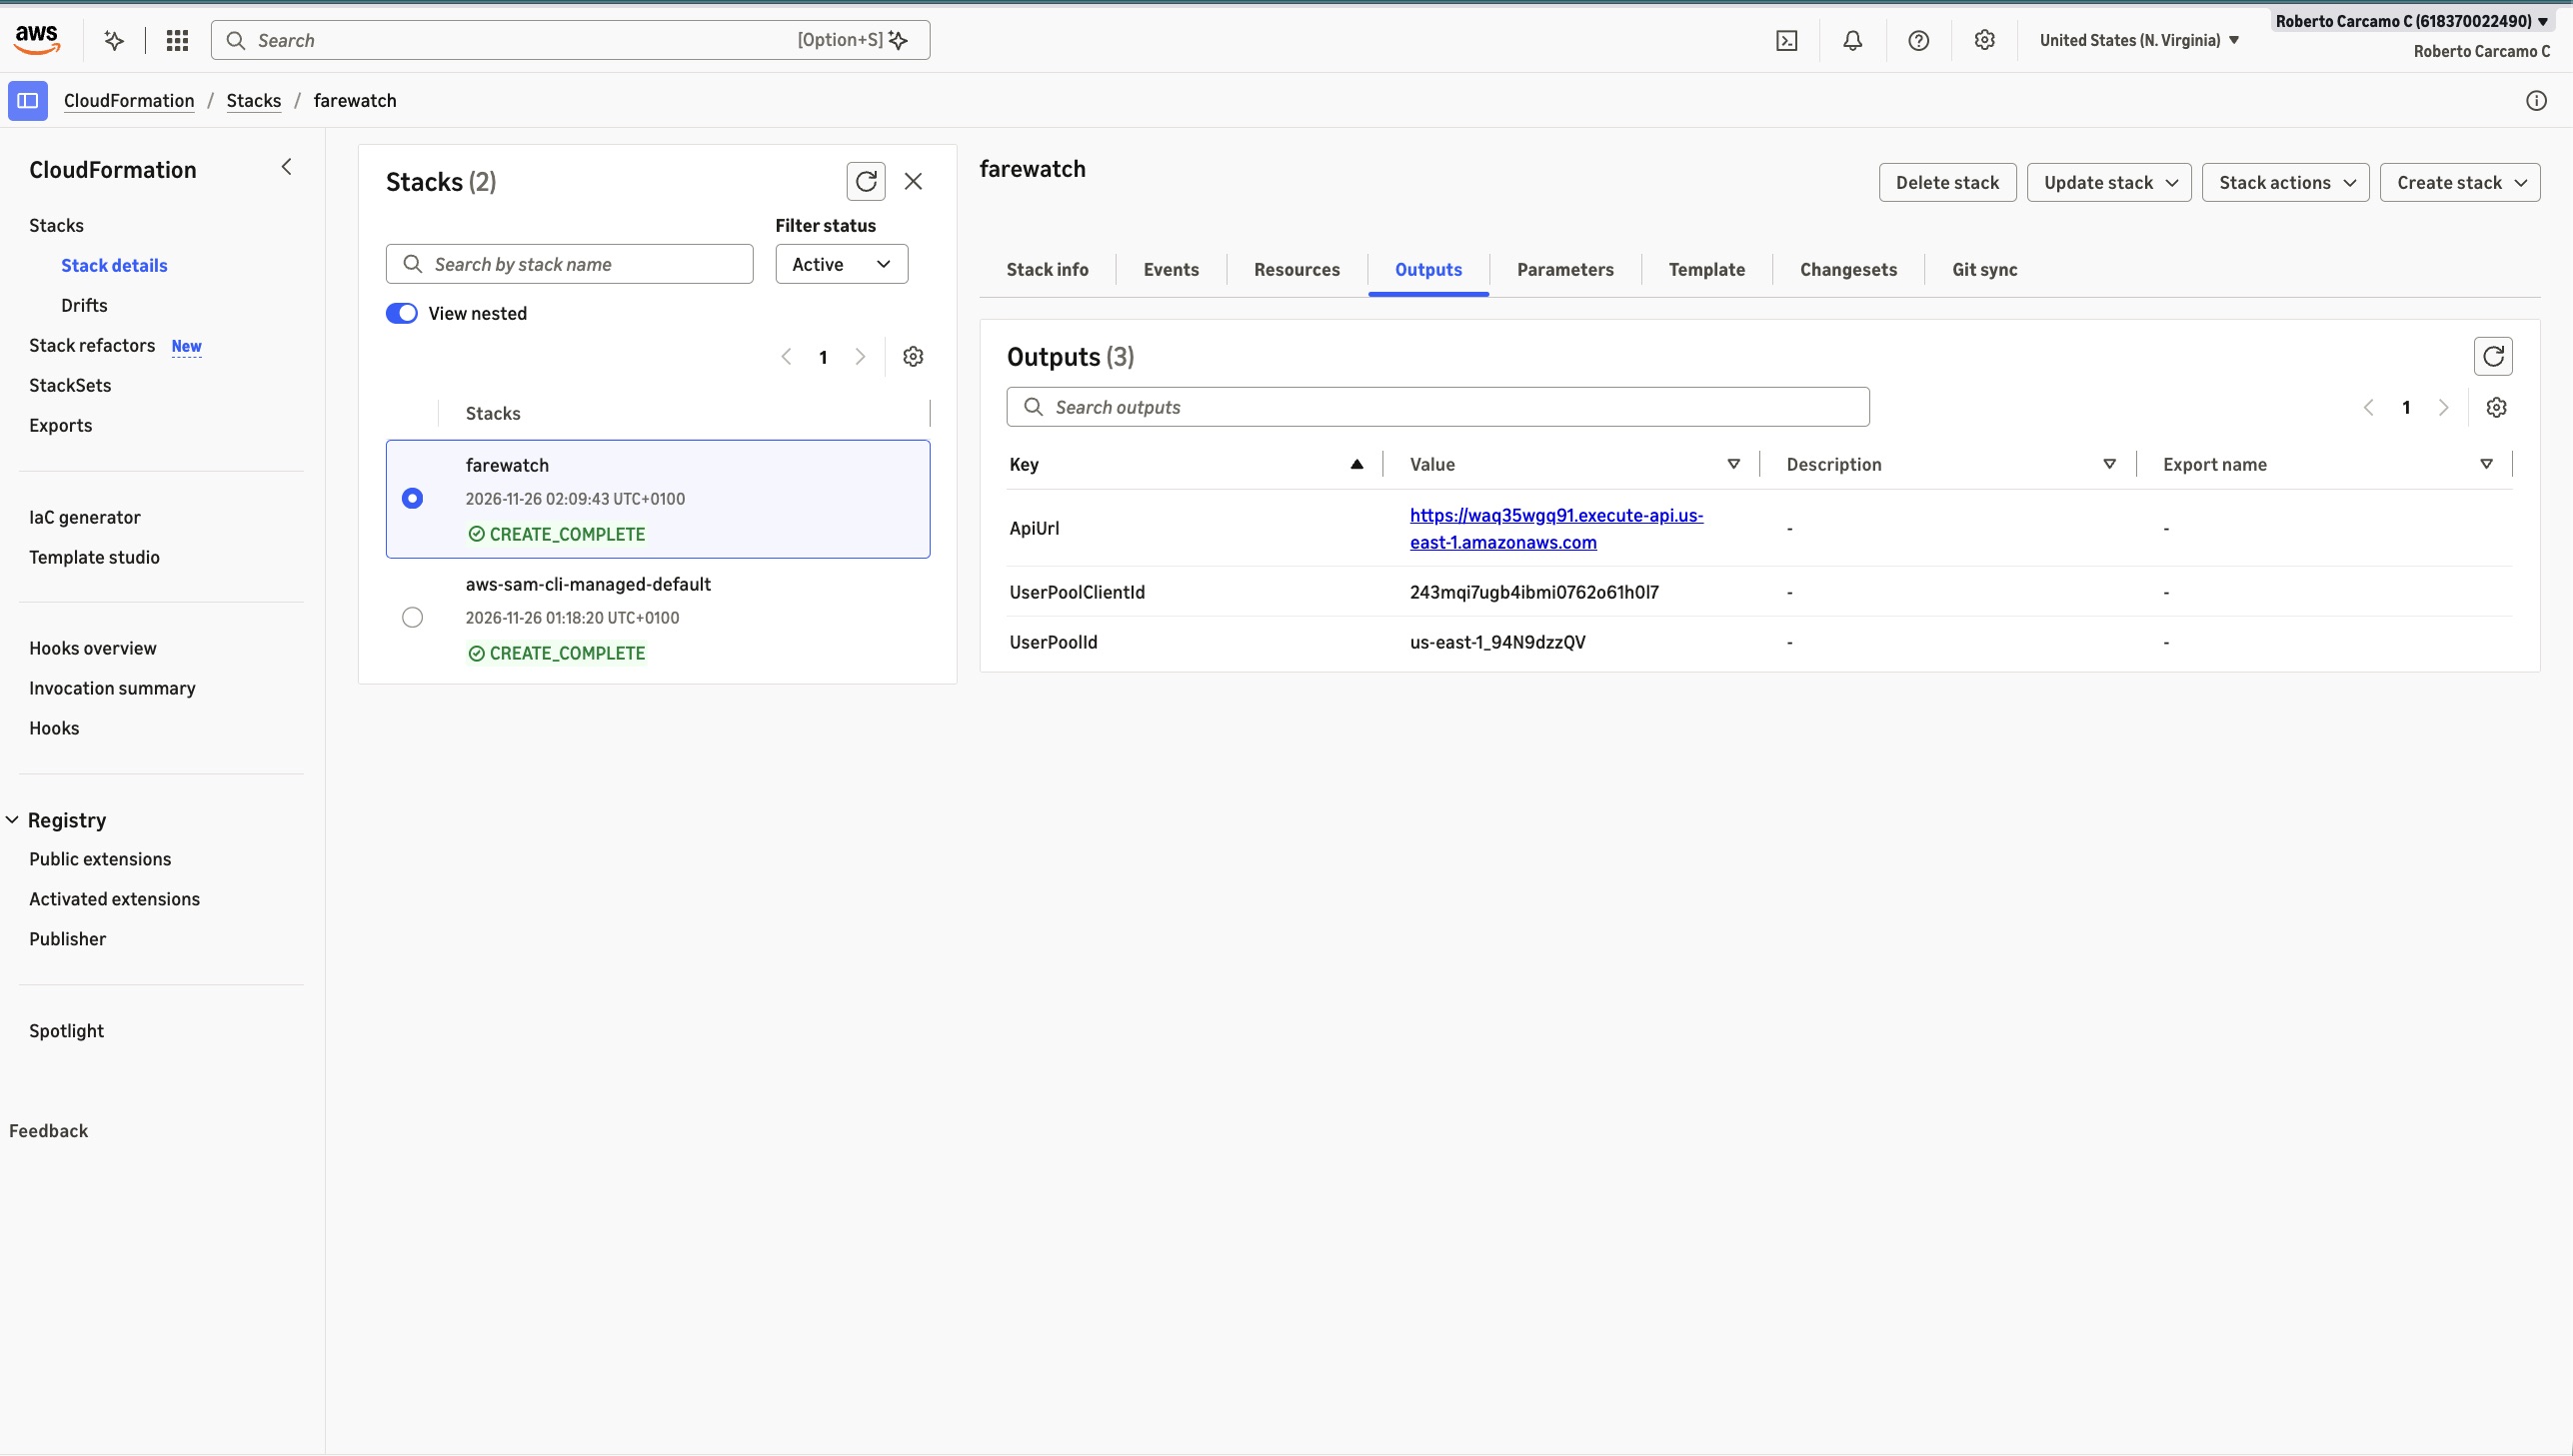 aws
Search
[Option+S]
United States (N. Virginia)
Roberto Carcamo C (618370022490)
Roberto Carcamo C
CloudFormation / Stacks / farewatch
CloudFormation
Stacks
Stack details
Drifts
Stack refactors New
StackSets
Exports
IaC generator
Template studio
Hooks overview
Invocation summary
Hooks
Registry
Public extensions
Activated extensions
Publisher
Spotlight
Feedback
Stacks (2)
Filter status
Search by stack name
Active
View nested
1
Stacks
farewatch
2026-11-26 02:09:43 UTC+0100
CREATE_COMPLETE
aws-sam-cli-managed-default
2026-11-26 01:18:20 UTC+0100
CREATE_COMPLETE
farewatch
Delete stack Update stack Stack actions Create stack
Stack info Events Resources Outputs Parameters Template Changesets Git sync
Outputs (3)
Search outputs
1
Key Value Description Export name
ApiUrl https://waq35wgq91.execute-api.us-
east-1.amazonaws.com - -
UserPoolClientId 243mqi7ugb4ibmi0762o61h0l7 - -
UserPoolId us-east-1_94N9dzzQV - -